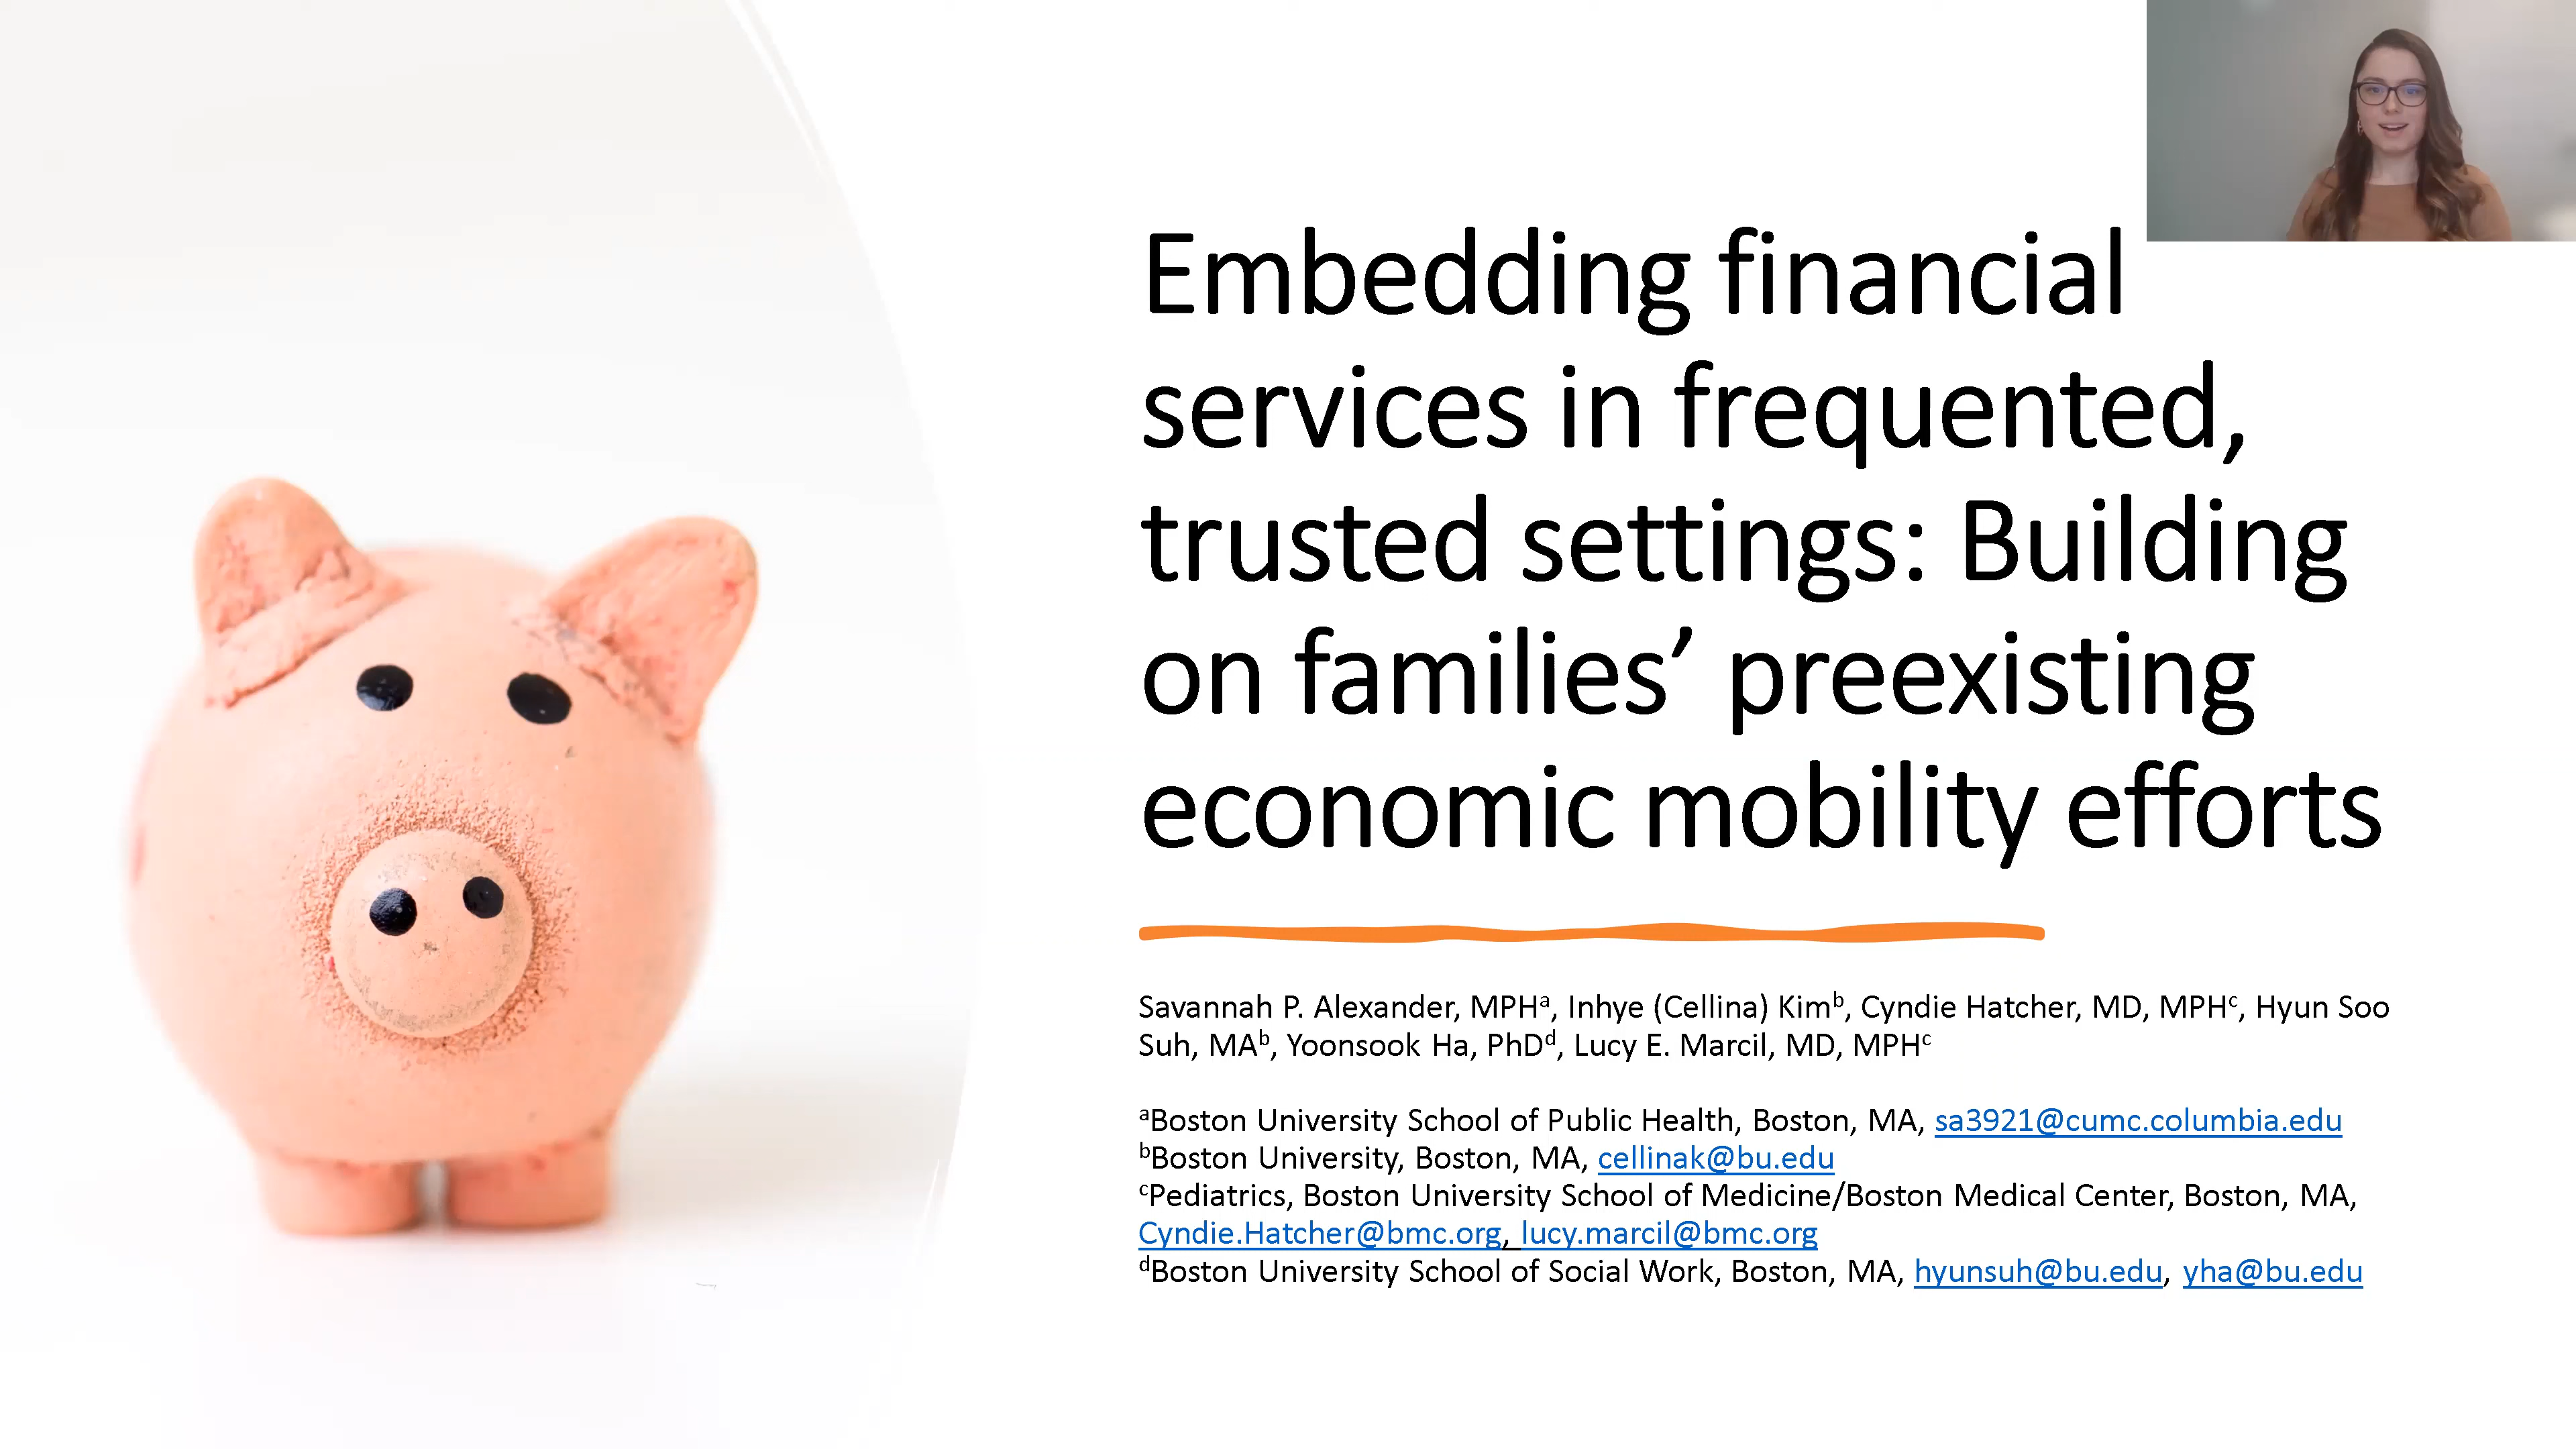 Embedding financial
services in frequented,
trusted settings: Building
on families’ preexisting
economic mobility efforts
Savannah P. Alexander, MPHᵃ, Inhye (Cellina) Kimᵇ, Cyndie Hatcher, MD, MPHᶜ, Hyun Soo
Suh, MAᵇ, Yoonsook Ha, PhDᵈ, Lucy E. Marcil, MD, MPHᶜ
ᵃBoston University School of Public Health, Boston, MA, sa3921@cumc.columbia.edu
ᵇBoston University, Boston, MA, cellinak@bu.edu
ᶜPediatrics, Boston University School of Medicine/Boston Medical Center, Boston, MA,
Cyndie.Hatcher@bmc.org, lucy.marcil@bmc.org
ᵈBoston University School of Social Work, Boston, MA, hyunsuh@bu.edu, yha@bu.edu